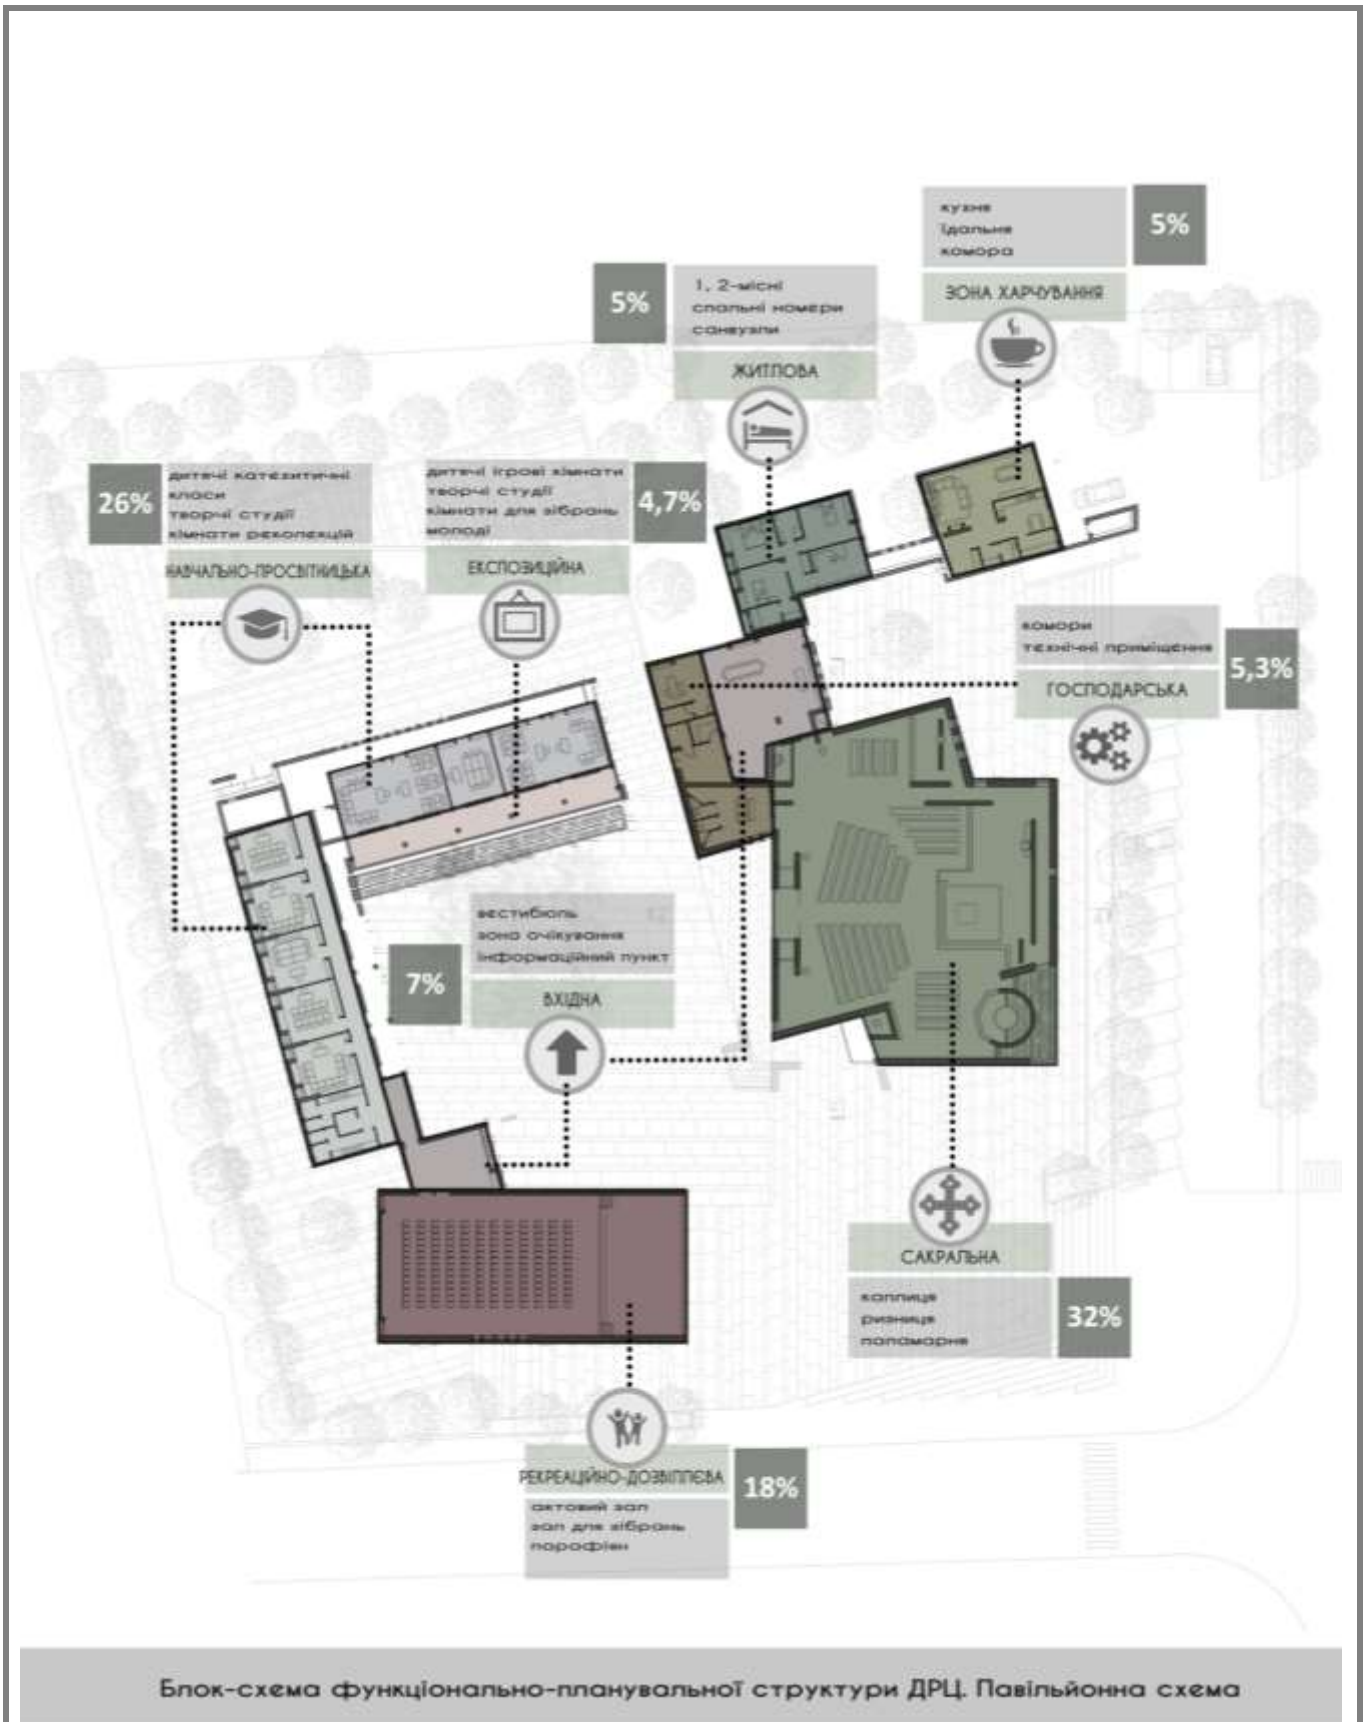 кухня
їдальня
комора
5%
ЗОНА ХАРЧУВАННЯ
5%
1, 2-місні
спальні номери
санвузли
ЖИТЛОВА
26%
дитячі катехитичні
класи
творчі студії
кімнати реколекцій
НАВЧАЛЬНО-ПРОСВІТНИЦЬКА
дитячі ігрові кімнати
творчі студії
кімнати для зібрань
молоді
4,7%
ЕКСПОЗИЦІЙНА
комори
технічні приміщення
5,3%
ГОСПОДАРСЬКА
7%
вестибюль
зона очікування
інформаційний пункт
ВХІДНА
САКРАЛЬНА
каплиця
ризниця
паламарня
32%
РЕКРЕАЦІЙНО-ДОЗВІЛЛЄВА
18%
актовий зал
зал для зібрань
парафіян
Блок-схема функціонально-планувальної структури ДРЦ. Павільйонна схема